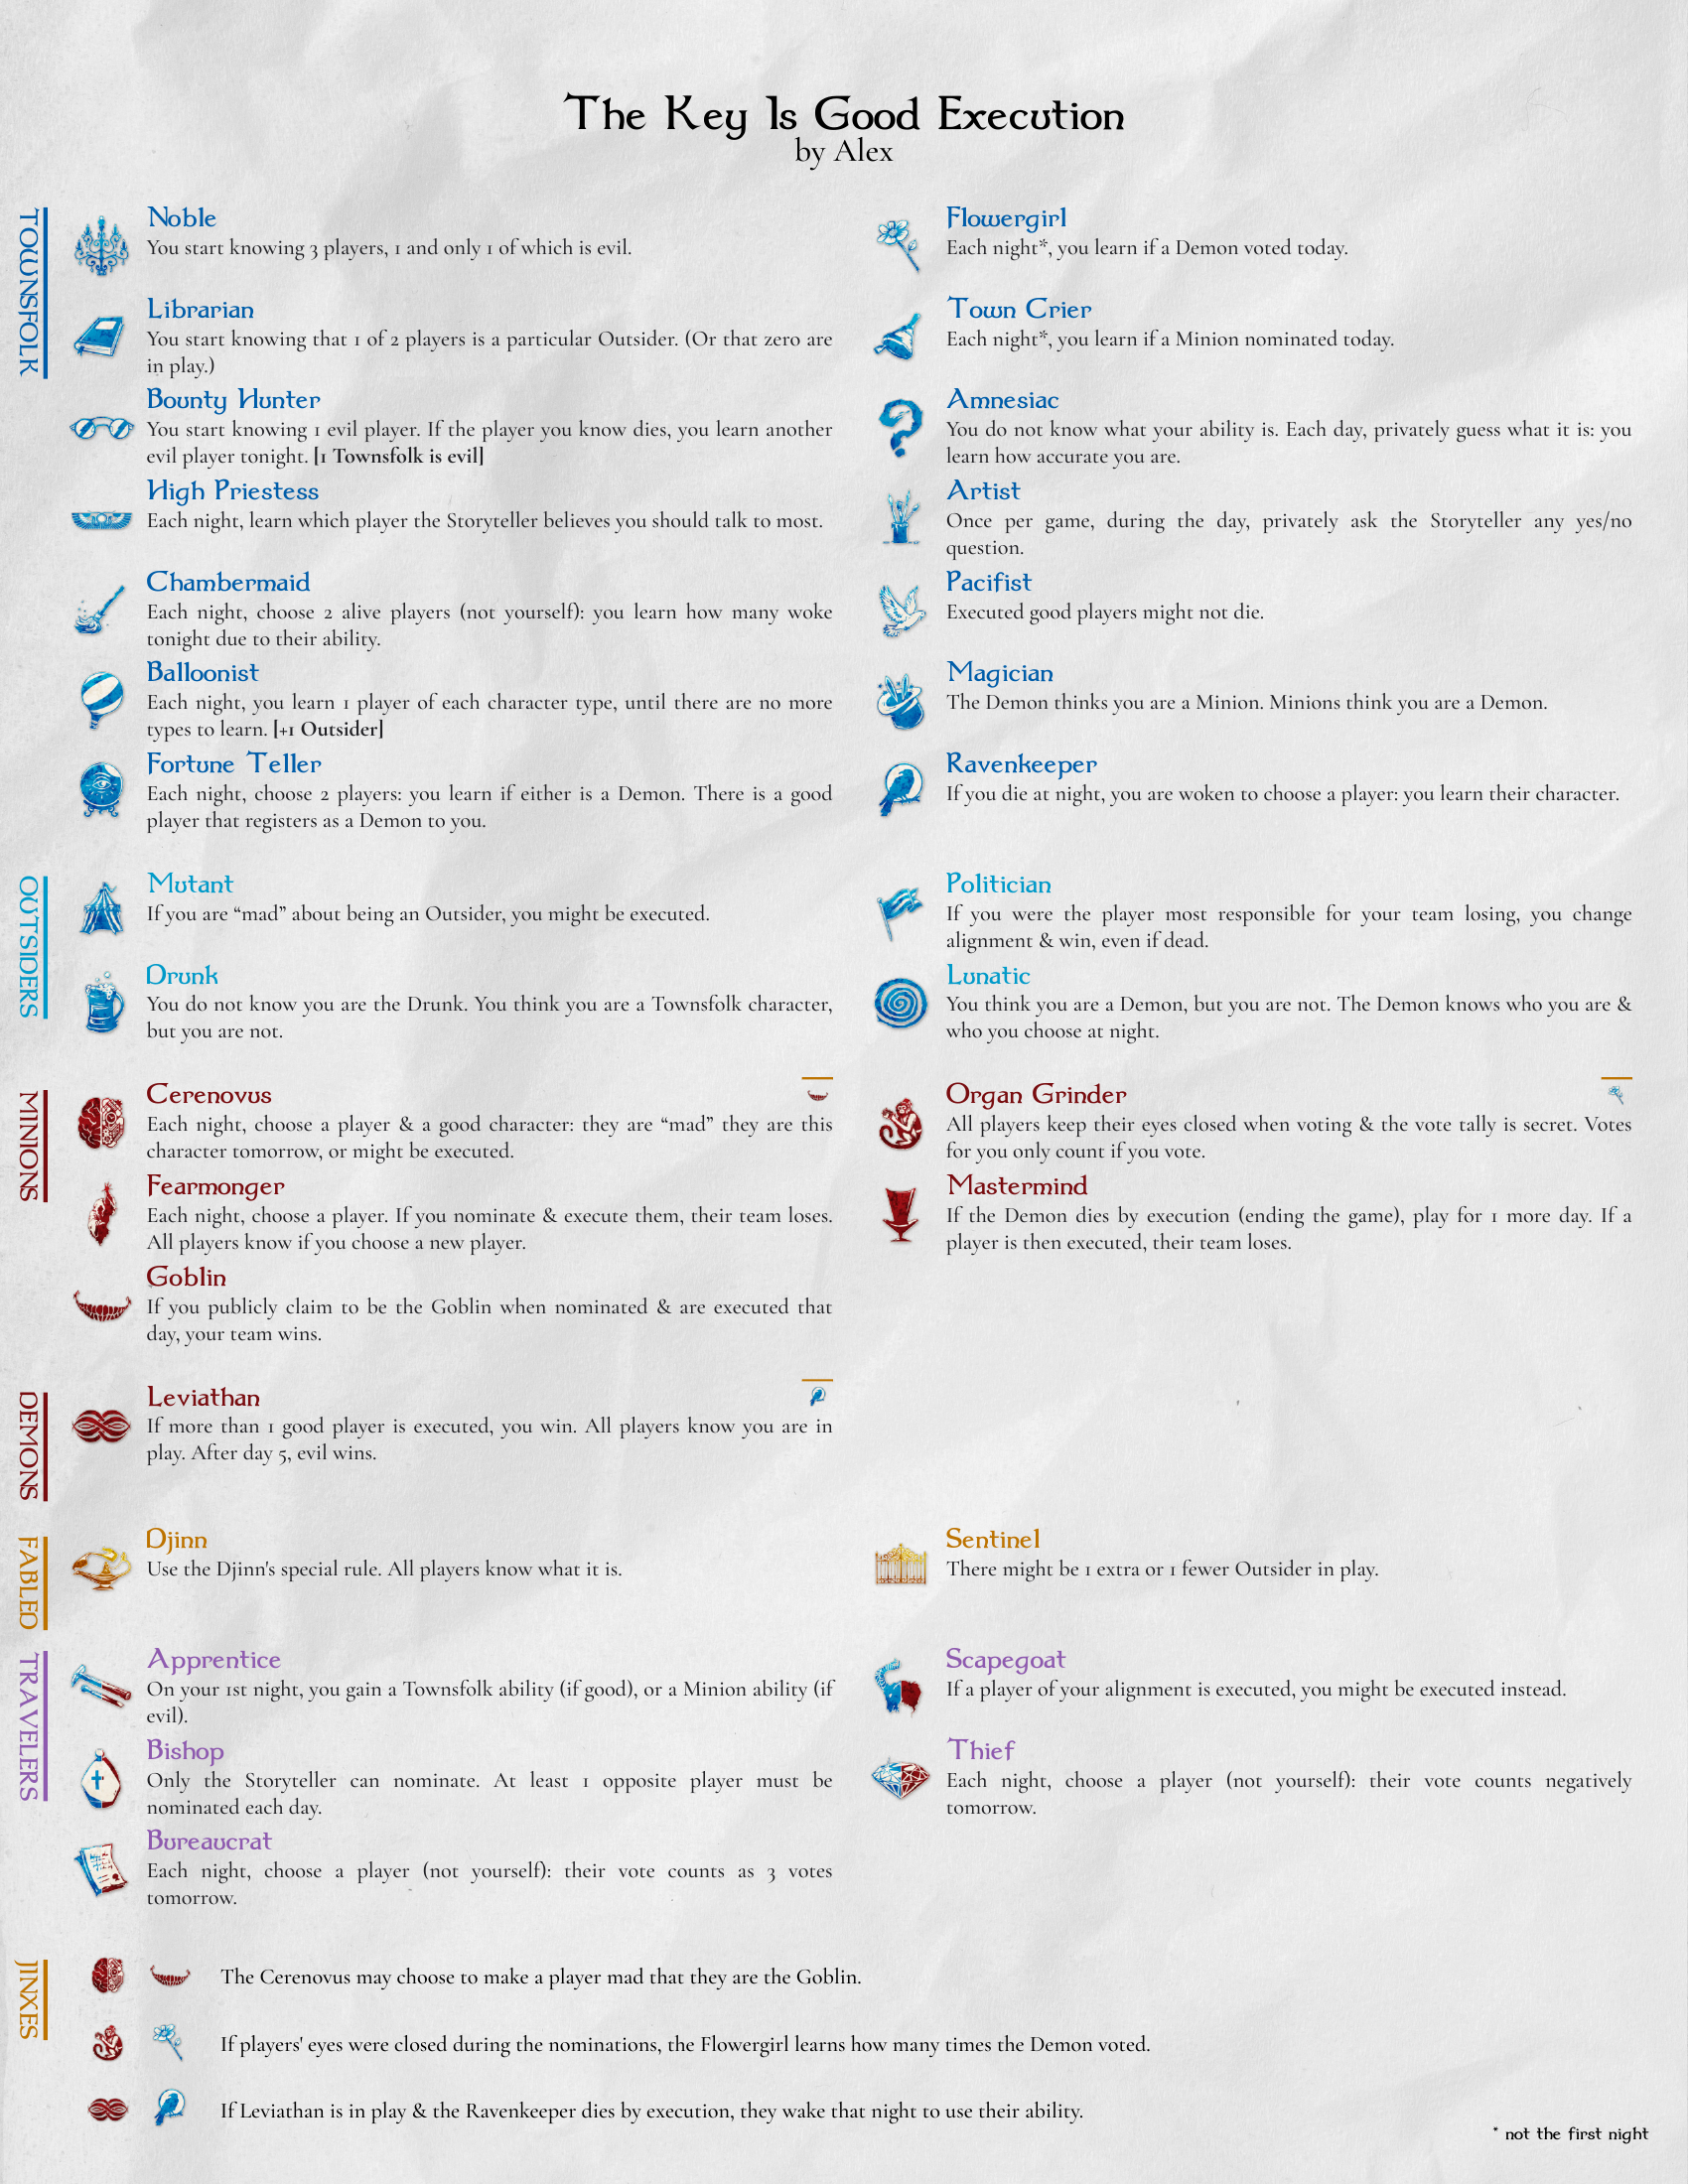 The Key Is Good Execution
by Alex
TOWNSFOLK
Noble
You start knowing 3 players, 1 and only 1 of which is evil.
Librarian
You start knowing that 1 of 2 players is a particular Outsider. (Or that zero are
in play.)
Bounty Hunter
You start knowing 1 evil player. If the player you know dies, you learn another
evil player tonight. [1 Townsfolk is evil]
High Priestess
Each night, learn which player the Storyteller believes you should talk to most.
Chambermaid
Each night, choose 2 alive players (not yourself): you learn how many woke
tonight due to their ability.
Balloonist
Each night, you learn 1 player of each character type, until there are no more
types to learn. [+1 Outsider]
Fortune Teller
Each night, choose 2 players: you learn if either is a Demon. There is a good
player that registers as a Demon to you.
Flowergirl
Each night*, you learn if a Demon voted today.
Town Crier
Each night*, you learn if a Minion nominated today.
Amnesiac
You do not know what your ability is. Each day, privately guess what it is: you
learn how accurate you are.
Artist
Once per game, during the day, privately ask the Storyteller any yes/no
question.
Pacifist
Executed good players might not die.
Magician
The Demon thinks you are a Minion. Minions think you are a Demon.
Ravenkeeper
If you die at night, you are woken to choose a player: you learn their character.
OUTSIDERS
Mutant
If you are “mad” about being an Outsider, you might be executed.
Drunk
You do not know you are the Drunk. You think you are a Townsfolk character,
but you are not.
Politician
If you were the player most responsible for your team losing, you change
alignment & win, even if dead.
Lunatic
You think you are a Demon, but you are not. The Demon knows who you are &
who you choose at night.
MINIONS
Cerenovus
Each night, choose a player & a good character: they are “mad” they are this
character tomorrow, or might be executed.
Fearmonger
Each night, choose a player. If you nominate & execute them, their team loses.
All players know if you choose a new player.
Goblin
If you publicly claim to be the Goblin when nominated & are executed that
day, your team wins.
Organ Grinder
All players keep their eyes closed when voting & the vote tally is secret. Votes
for you only count if you vote.
Mastermind
If the Demon dies by execution (ending the game), play for 1 more day. If a
player is then executed, their team loses.
DEMONS
Leviathan
If more than 1 good player is executed, you win. All players know you are in
play. After day 5, evil wins.
FABLED
Djinn
Use the Djinn's special rule. All players know what it is.
Sentinel
There might be 1 extra or 1 fewer Outsider in play.
TRAVELERS
Apprentice
On your 1st night, you gain a Townsfolk ability (if good), or a Minion ability (if
evil).
Bishop
Only the Storyteller can nominate. At least 1 opposite player must be
nominated each day.
Bureaucrat
Each night, choose a player (not yourself): their vote counts as 3 votes
tomorrow.
Scapegoat
If a player of your alignment is executed, you might be executed instead.
Thief
Each night, choose a player (not yourself): their vote counts negatively
tomorrow.
JINXES
The Cerenovus may choose to make a player mad that they are the Goblin.
If players' eyes were closed during the nominations, the Flowergirl learns how many times the Demon voted.
If Leviathan is in play & the Ravenkeeper dies by execution, they wake that night to use their ability.
* not the first night